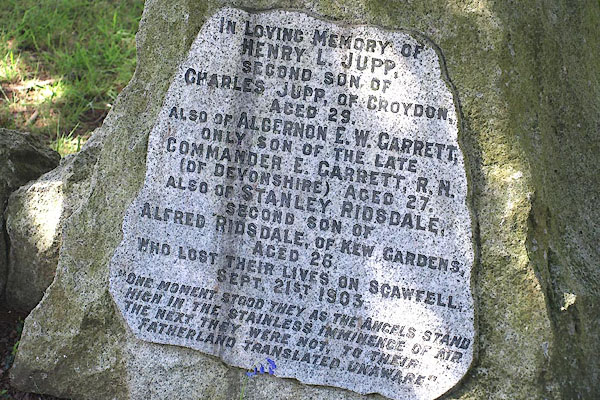 IN LOVING MEMORY OF
HENRY L. JUPP,
SECOND SON OF
CHARLES JUPP, OF CROYDON,
AGED 29.
ALSO OF ALGERNON E. W. GARRETT,
ONLY SON OF THE LATE
COMMANDER E. GARRETT, R.N.
(OF DEVONSHIRE) AGED 27.
ALSO OF STANLEY RIDSDALE,
SECOND SON OF
ALFRED RIDSDALE, OF KEW GARDENS,
AGED 26.
WHO LOST THEIR LIVES ON SCAWFELL,
SEPT. 21ST, 1903.
"ONE MOMENT STOOD THEY AS THE ANGELS STAND
HIGH IN THE STAINLESS IMMINENCE OF AIR
THE NEXT THEY WERE NOT, TO THEIR
FATHERLAND TRANSLATED UNAWARE"